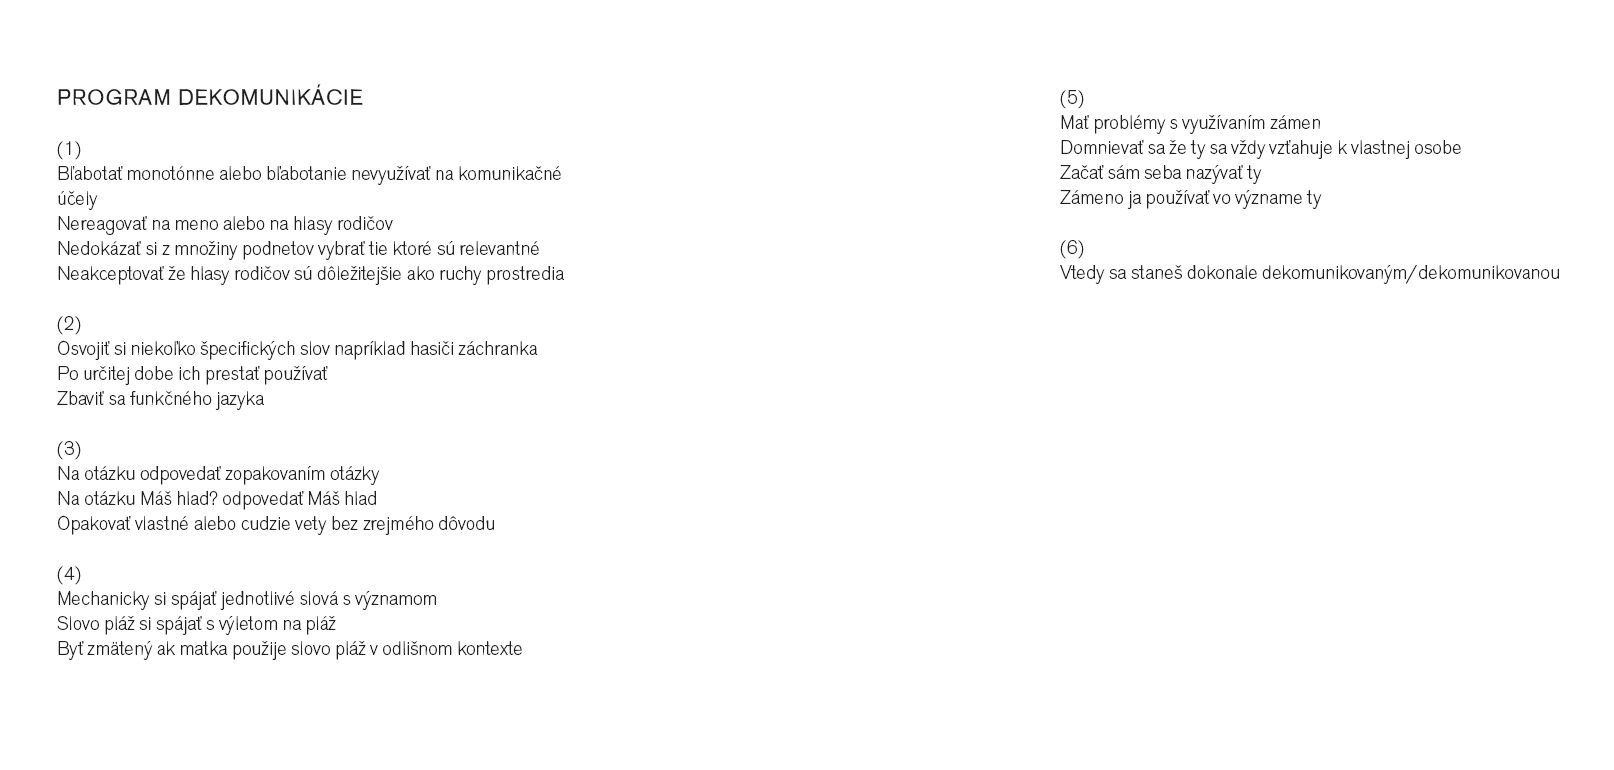 PROGRAM DEKOMUNIKÁCIE
(1)
Bľabotať monotónne alebo bľabotanie nevyužívať na komunikačné
účely
Nereagovať na meno alebo na hlasy rodičov
Nedokázať si z množiny podnetov vybrať tie ktoré sú relevantné
Neakceptovať že hlasy rodičov sú dôležitejšie ako ruchy prostredia
(2)
Osvojiť si niekoľko špecifických slov napríklad hasiči záchranka
Po určitej dobe ich prestať používať
Zbaviť sa funkčného jazyka
(3)
Na otázku odpovedať zopakovaním otázky
Na otázku Máš hlad? odpovedať Máš hlad
Opakovať vlastné alebo cudzie vety bez zrejmého dôvodu
(4)
Mechanicky si spájať jednotlivé slová s významom
Slovo pláž si spájať s výletom na pláž
Byť zmätený ak matka použije slovo pláž v odlišnom kontexte
(5)
Mať problémy s využívaním zámen
Domnievať sa že ty sa vždy vzťahuje k vlastnej osobe
Začať sám seba nazývať ty
Zámeno ja používať vo význame ty
(6)
Vtedy sa staneš dokonale dekomunikovaným/dekomunikovanou